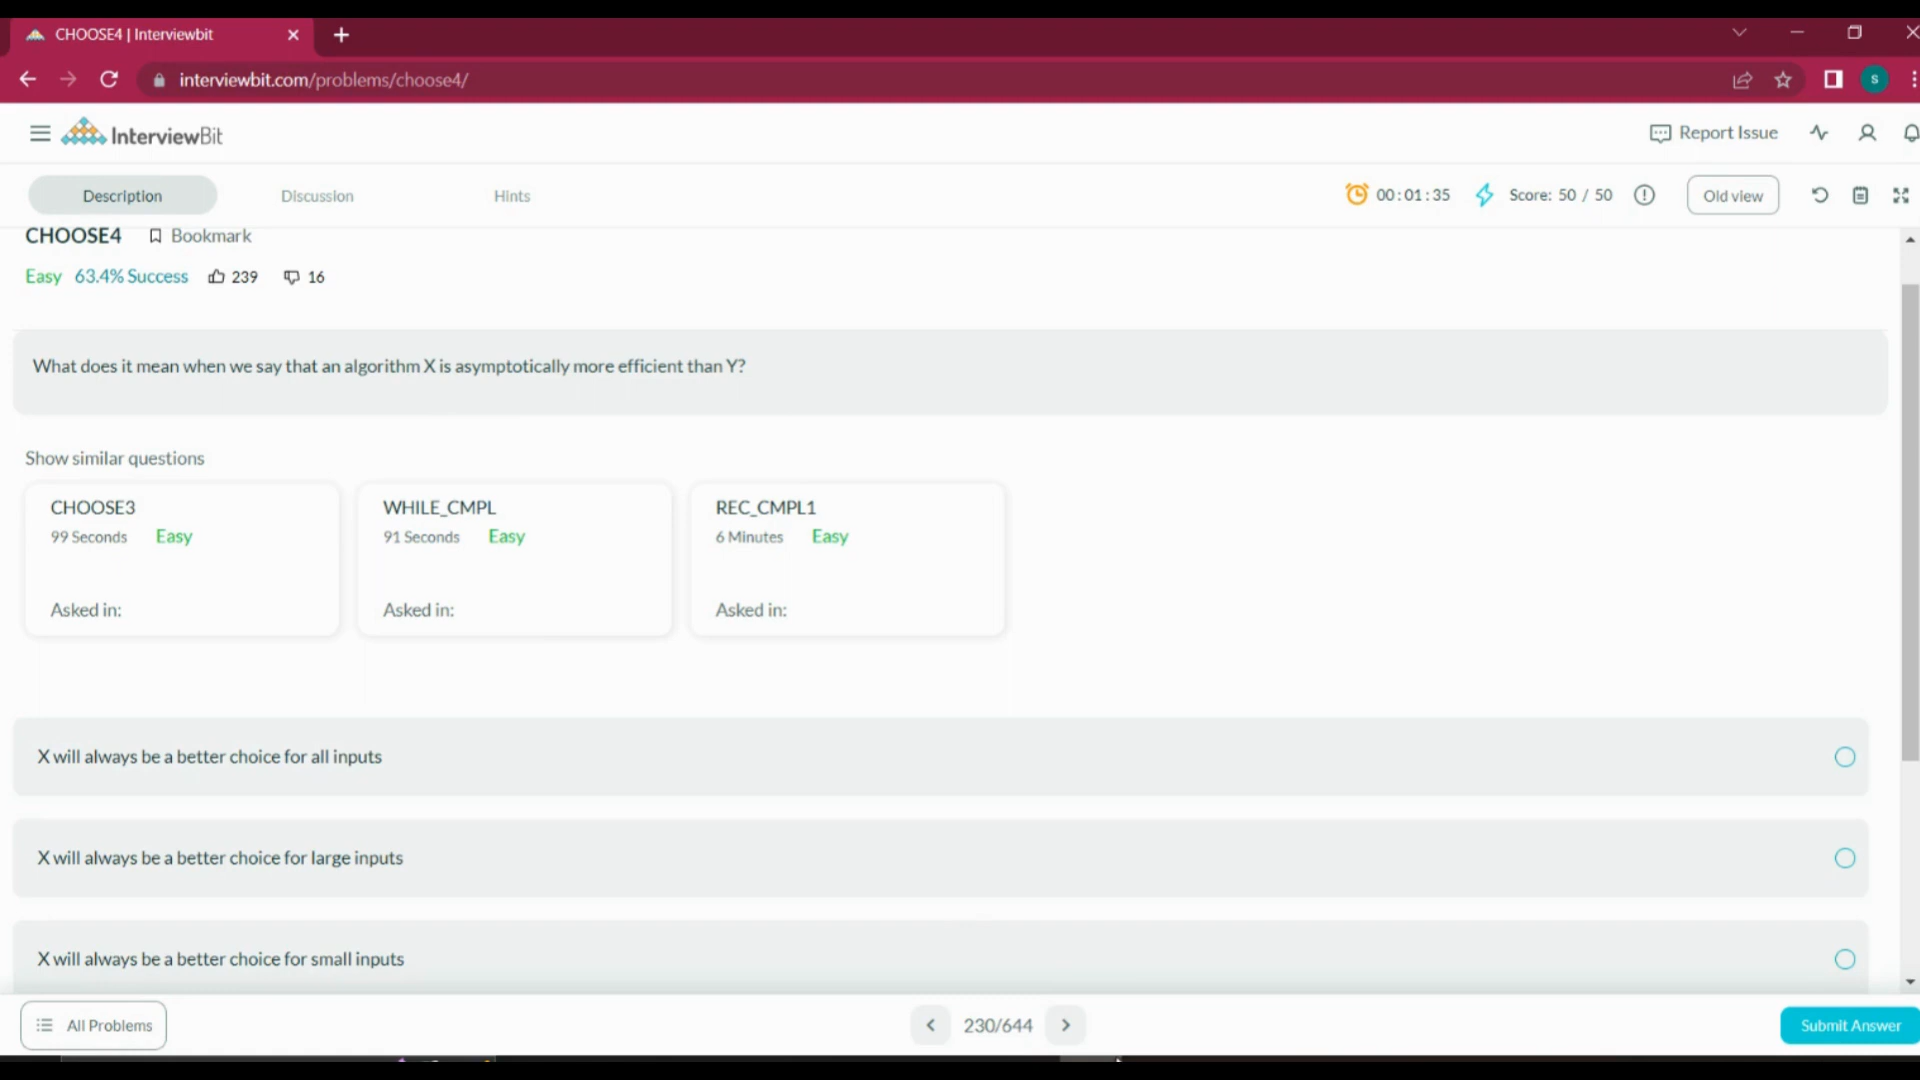 CHOOSE4 | Interviewbit
interviewbit.com/problems/choose4/
S
InterviewBit
Report Issue
Description
Discussion
Hints
00:01:35
Score: 50 / 50
Old view
CHOOSE4
Bookmark
Easy 63.4% Success 239 16
What does it mean when we say that an algorithm X is asymptotically more efficient than Y?
Show similar questions
CHOOSE3
99 Seconds Easy
Asked in:
WHILE_CMPL
91 Seconds Easy
Asked in:
REC_CMPL1
6 Minutes Easy
Asked in:
X will always be a better choice for all inputs
X will always be a better choice for large inputs
X will always be a better choice for small inputs
All Problems
230/644
Submit Answer